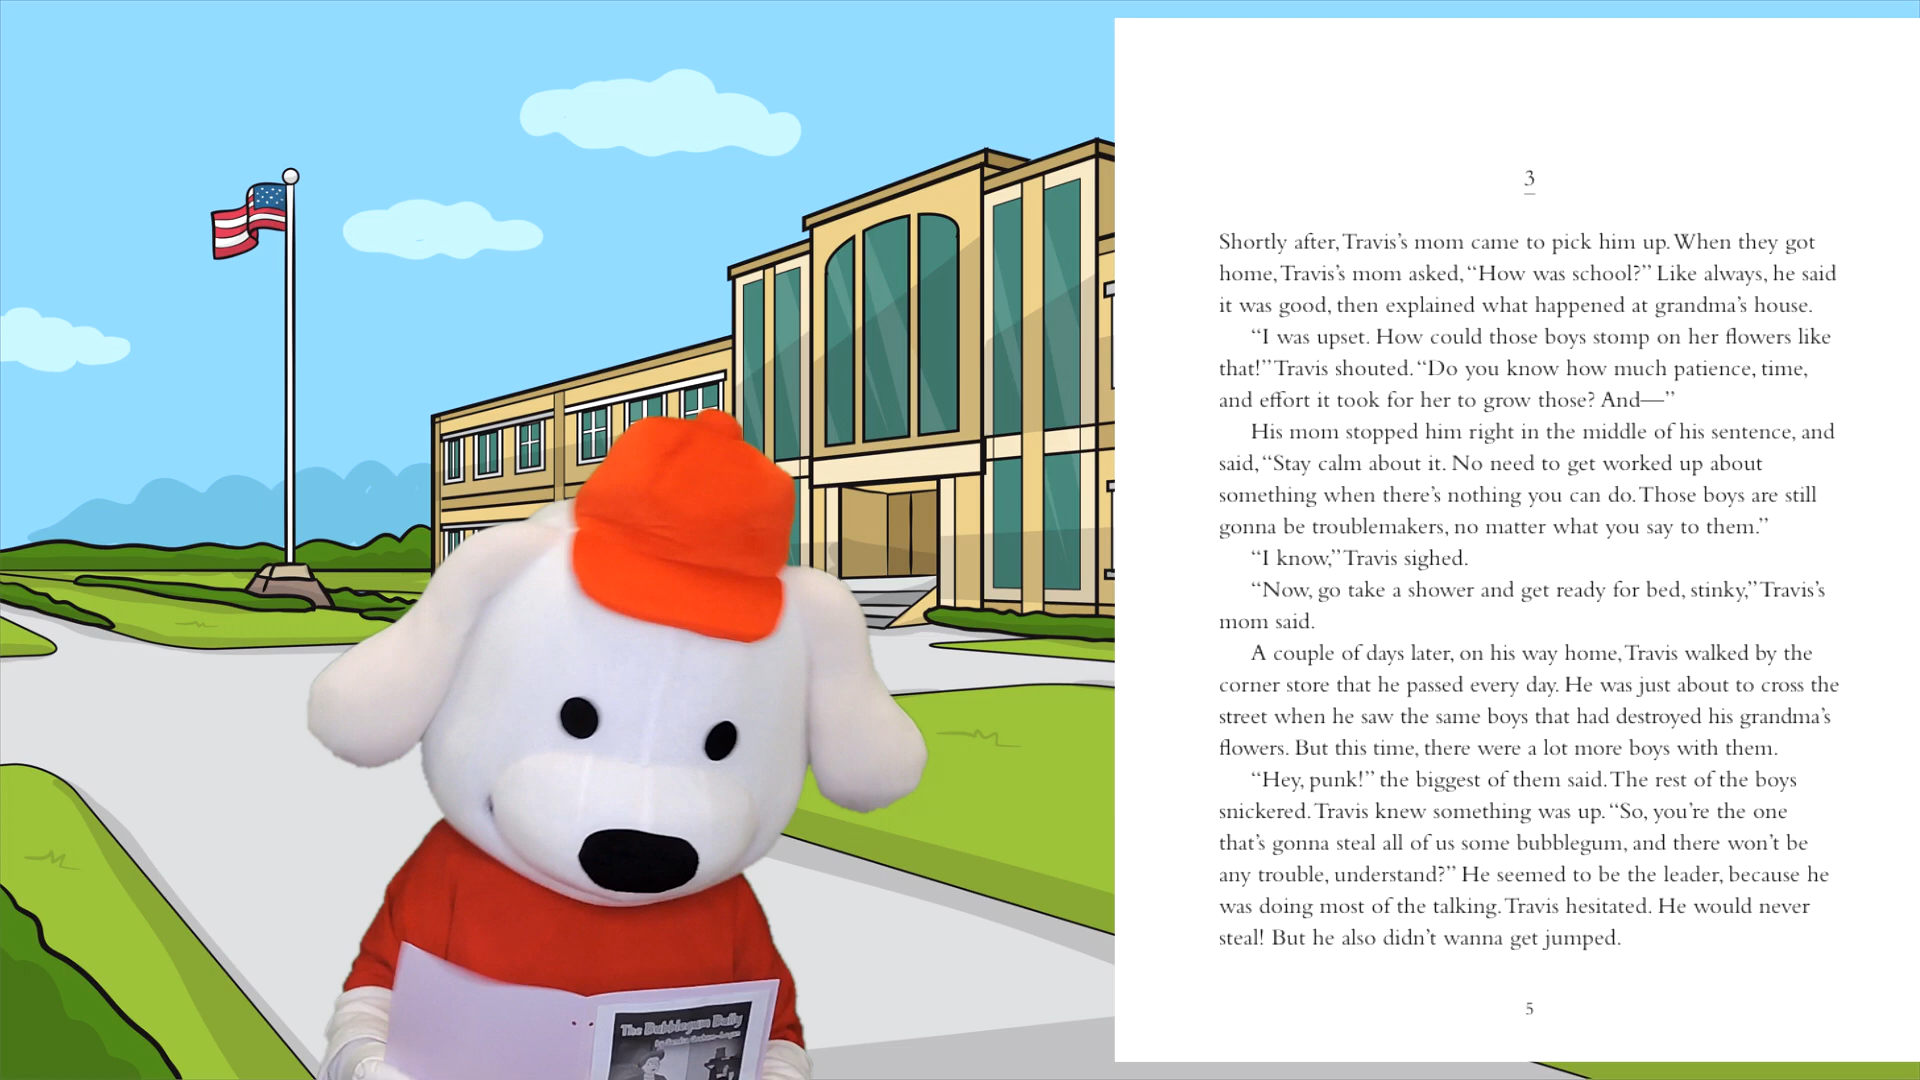 3
Shortly after, Travis’s mom came to pick him up. When they got
home, Travis’s mom asked, “How was school?” Like always, he said
it was good, then explained what happened at grandma’s house.
“I was upset. How could those boys stomp on her flowers like
that!” Travis shouted. “Do you know how much patience, time,
and effort it took for her to grow those? And—”
His mom stopped him right in the middle of his sentence, and
said, “Stay calm about it. No need to get worked up about
something when there’s nothing you can do. Those boys are still
gonna be troublemakers, no matter what you say to them.”
“I know,” Travis sighed.
“Now, go take a shower and get ready for bed, stinky,” Travis’s
mom said.
A couple of days later, on his way home, Travis walked by the
corner store that he passed every day. He was just about to cross the
street when he saw the same boys that had destroyed his grandma’s
flowers. But this time, there were a lot more boys with them.
“Hey, punk!” the biggest of them said. The rest of the boys
snickered. Travis knew something was up. “So, you’re the one
that’s gonna steal all of us some bubblegum, and there won’t be
any trouble, understand?” He seemed to be the leader, because he
was doing most of the talking. Travis hesitated. He would never
steal! But he also didn’t wanna get jumped.
5
The Bubblegum Bully
by